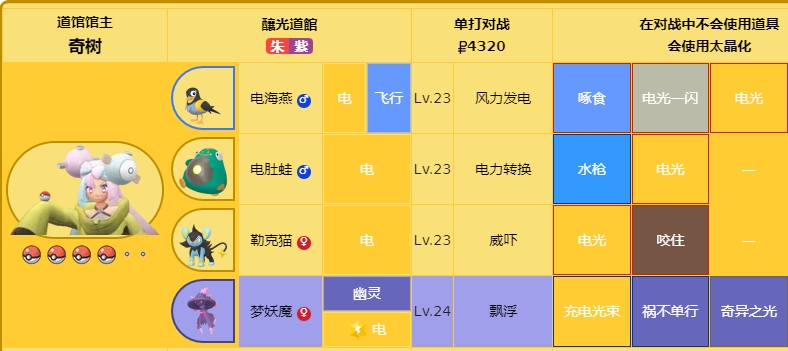 道馆馆主
奇树
釀光道館
朱 紫
单打对战
₽4320
在对战中不会使用道具
会使用太晶化
电海燕♂ 电 飞行 Lv.23 风力发电 啄食 电光一闪 电光
电肚蛙♂ 电 Lv.23 电力转换 水枪 电光 —
勒克猫♀ 电 Lv.23 威吓 电光 咬住 —
梦妖魔♀ 幽灵 电 Lv.24 飘浮 充电光束 祸不单行 奇异之光